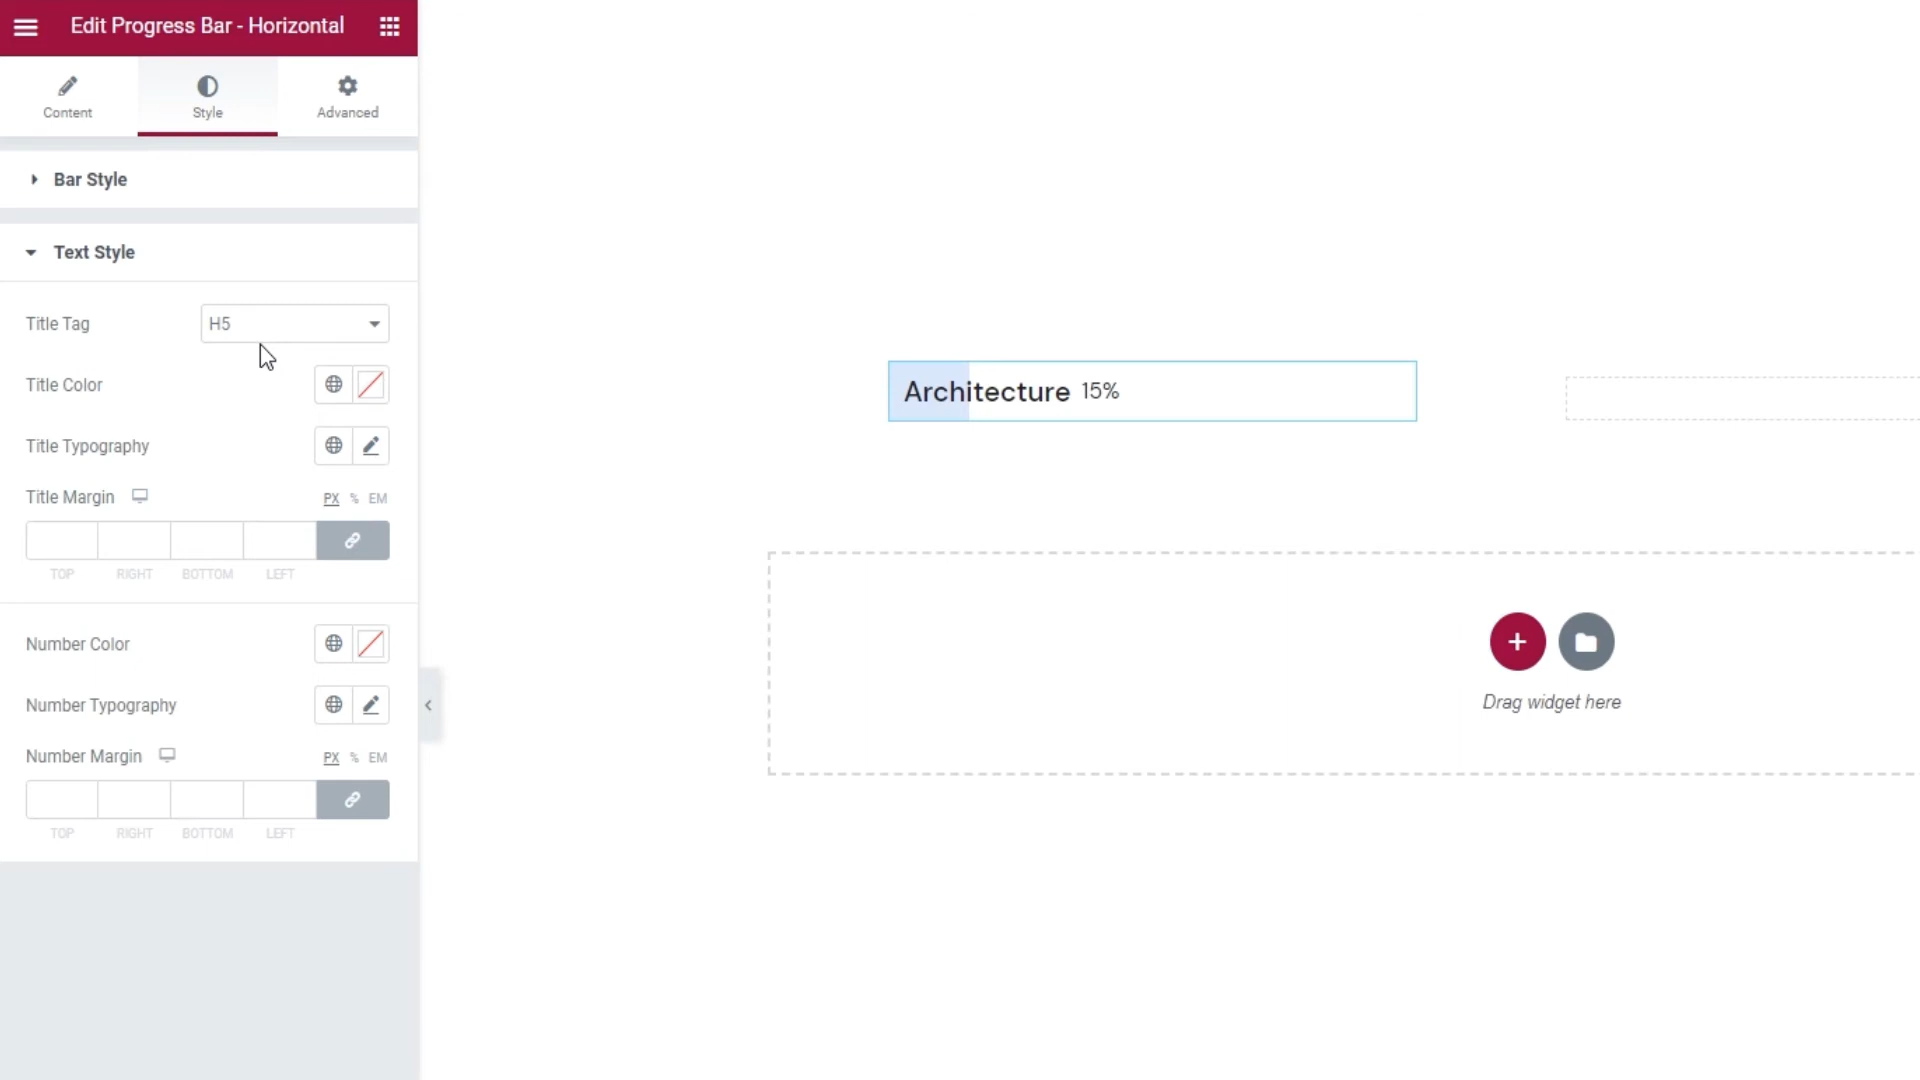 Edit Progress Bar - Horizontal
Content
Style
Advanced
Bar Style
Text Style
Title Tag
H5
Title Color
Title Typography
Title Margin
PX % EM
TOP RIGHT BOTTOM LEFT
Number Color
Number Typography
Number Margin
PX % EM
TOP RIGHT BOTTOM LEFT
Architecture 15%
Drag widget here